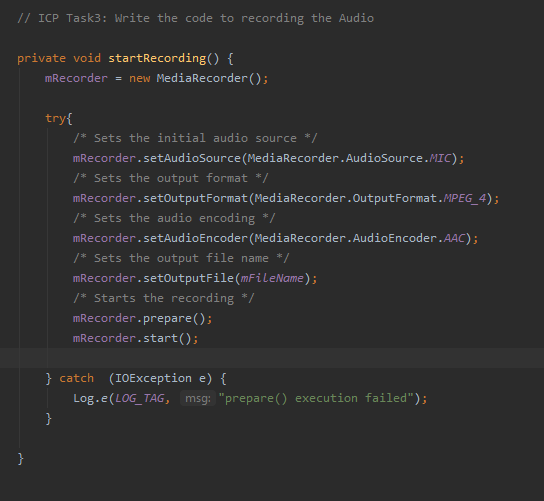 // ICP Task3: Write the code to recording the Audio
private void startRecording() {
mRecorder = new MediaRecorder();
try{
/* Sets the initial audio source */
mRecorder.setAudioSource(MediaRecorder.AudioSource.MIC);
/* Sets the output format */
mRecorder.setOutputFormat(MediaRecorder.OutputFormat.MPEG_4);
/* Sets the audio encoding */
mRecorder.setAudioEncoder(MediaRecorder.AudioEncoder.AAC);
/* Sets the output file name */
mRecorder.setOutputFile(mFileName);
/* Starts the recording */
mRecorder.prepare();
mRecorder.start();
} catch  (IOException e) {
Log.e(LOG_TAG, msg: "prepare() execution failed");
}
}